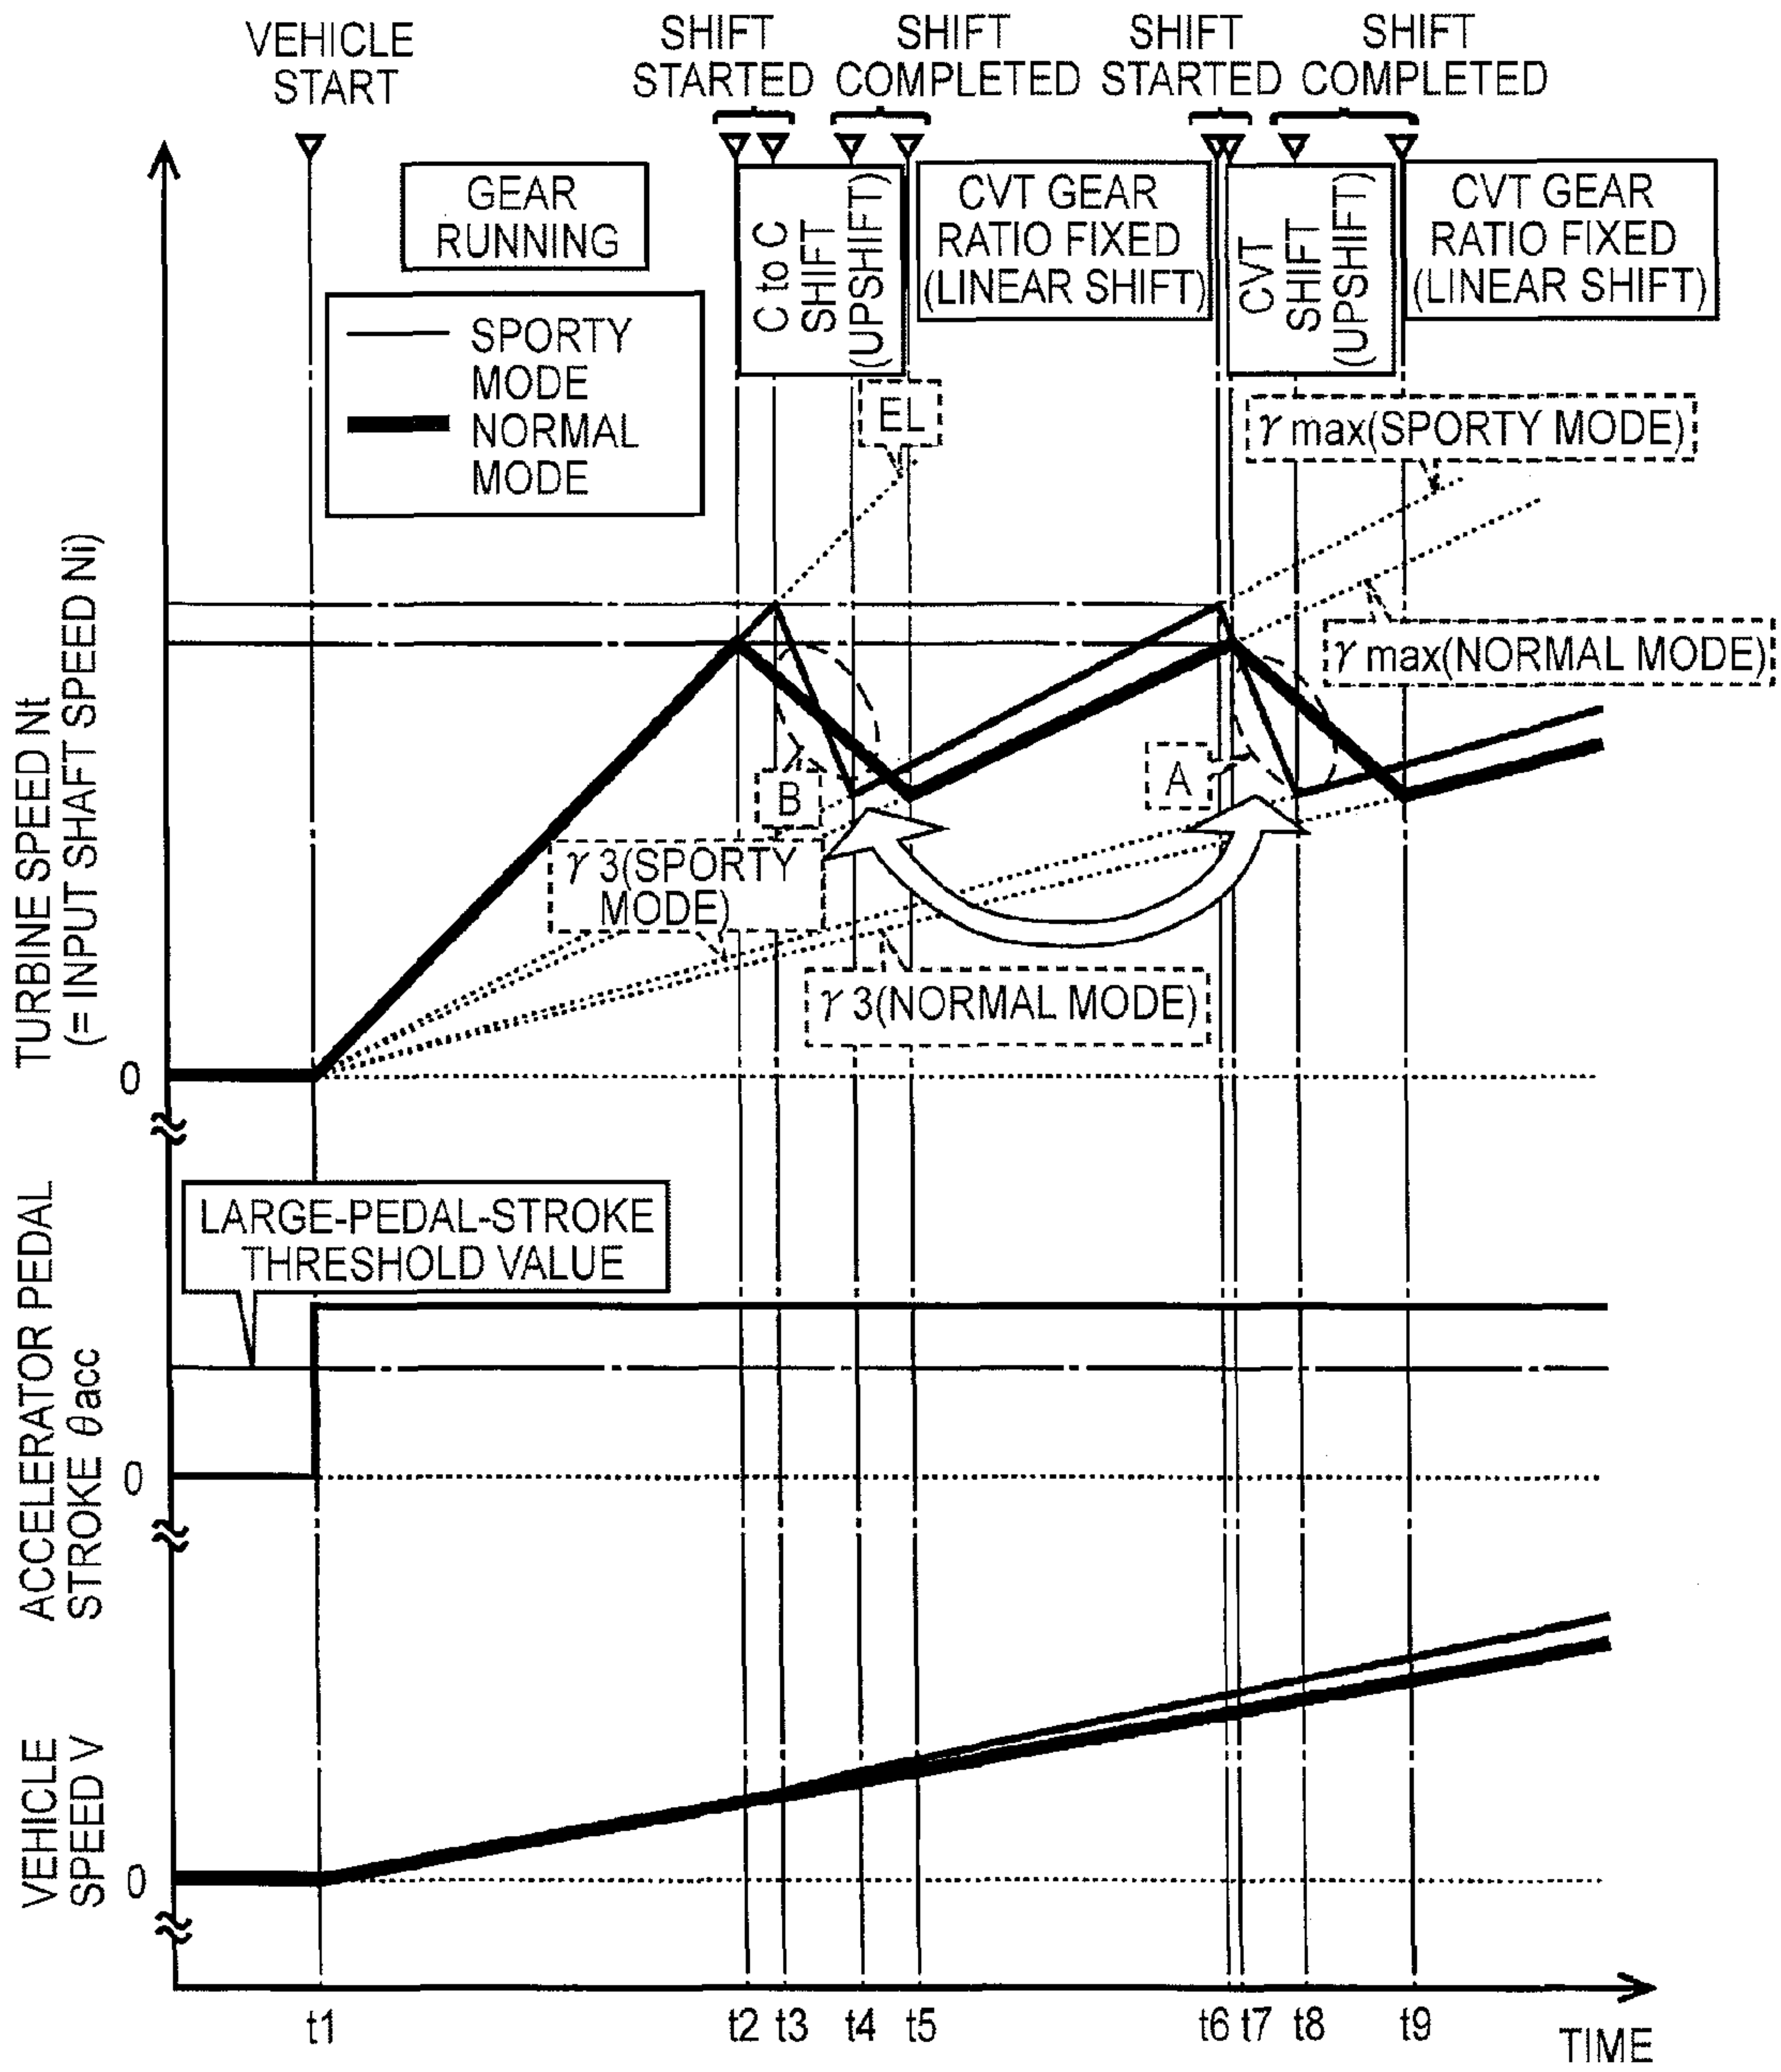 VEHICLE
START
SHIFT
STARTED
SHIFT
COMPLETED
SHIFT
STARTED
SHIFT
COMPLETED
GEAR
RUNNING
C to C
SHIFT
(UPSHIFT)
CVT GEAR
RATIO FIXED
(LINEAR SHIFT)
CVT
SHIFT
(UPSHIFT)
CVT GEAR
RATIO FIXED
(LINEAR SHIFT)
SPORTY
MODE
NORMAL
MODE
EL
γ max(SPORTY MODE)
γ max(NORMAL MODE)
B
A
γ 3(SPORTY
MODE)
γ 3(NORMAL MODE)
TURBINE SPEED Nt
(= INPUT SHAFT SPEED Ni)
0
LARGE-PEDAL-STROKE
THRESHOLD VALUE
ACCELERATOR PEDAL
STROKE θacc
0
VEHICLE
SPEED V
0
t1 t2 t3 t4 t5 t6 t7 t8 t9
TIME